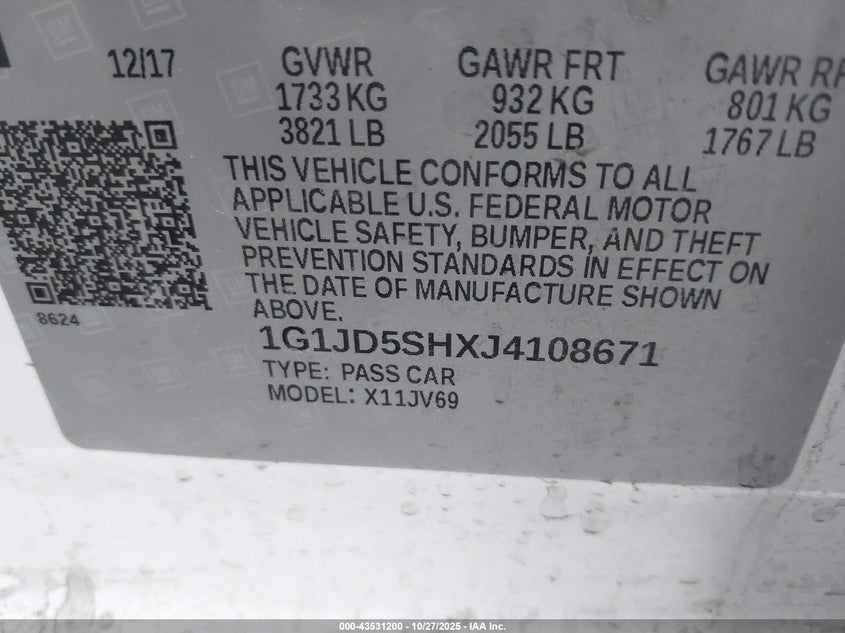 12/17 GVWR GAWR FRT GAWR RR
1733 KG 932 KG 801 KG
3821 LB 2055 LB 1767 LB
THIS VEHICLE CONFORMS TO ALL
APPLICABLE U.S. FEDERAL MOTOR
VEHICLE SAFETY, BUMPER, AND THEFT
PREVENTION STANDARDS IN EFFECT ON
THE DATE OF MANUFACTURE SHOWN
ABOVE.
8624
1G1JD5SHXJ4108671
TYPE: PASS CAR
MODEL: X11JV69
000-43531200 - 10/27/2025 - IAA Inc.